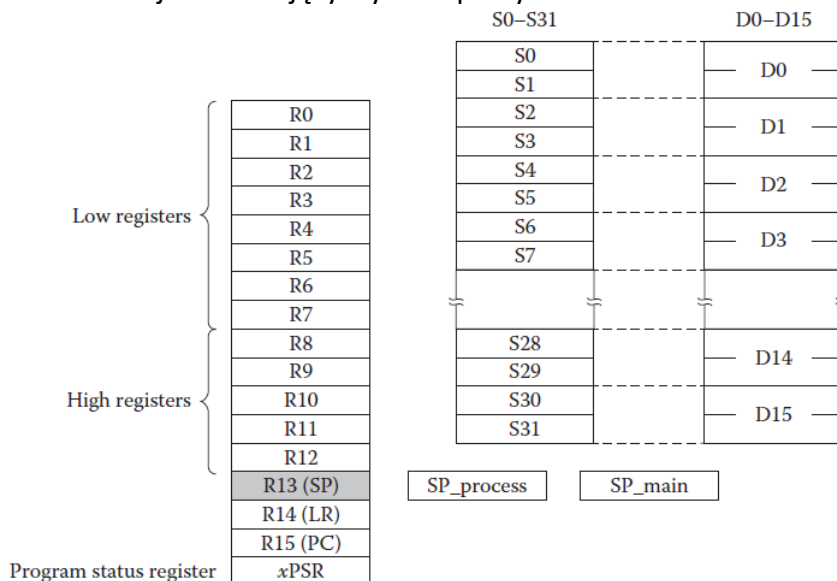 S0–S31
D0–D15
S0
S1
D0
S2
S3
D1
S4
S5
D2
S6
S7
D3
S28
S29
D14
S30
S31
D15
Low registers
R0
R1
R2
R3
R4
R5
R6
R7
High registers
R8
R9
R10
R11
R12
R13 (SP)
SP_process
SP_main
R14 (LR)
R15 (PC)
Program status register
xPSR